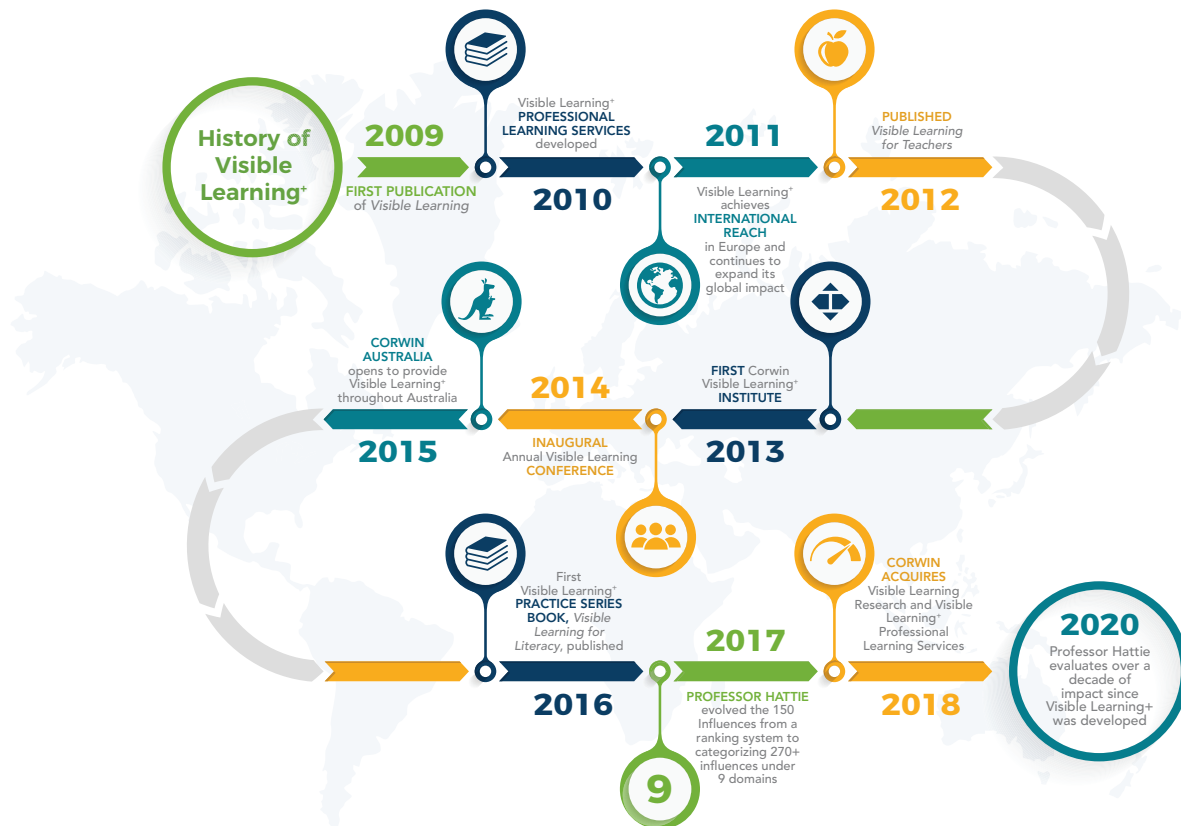 History of
Visible
Learning+
2009
FIRST PUBLICATION
of Visible Learning
Visible Learning+
PROFESSIONAL
LEARNING SERVICES
developed
2010
2011
Visible Learning+
achieves
INTERNATIONAL
REACH
in Europe and
continues to
expand its
global impact
PUBLISHED
Visible Learning
for Teachers
2012
FIRST Corwin
Visible Learning+
INSTITUTE
2013
2014
INAUGURAL
Annual Visible Learning
CONFERENCE
CORWIN
AUSTRALIA
opens to provide
Visible Learning+
throughout Australia
2015
First
Visible Learning+
PRACTICE SERIES
BOOK, Visible
Learning for
Literacy, published
2016
2017
PROFESSOR HATTIE
evolved the 150
Influences from a
ranking system to
categorizing 270+
influences under
9 domains
9
CORWIN
ACQUIRES
Visible Learning
Research and Visible
Learning+
Professional
Learning Services
2018
2020
Professor Hattie
evaluates over a
decade of
impact since
Visible Learning+
was developed